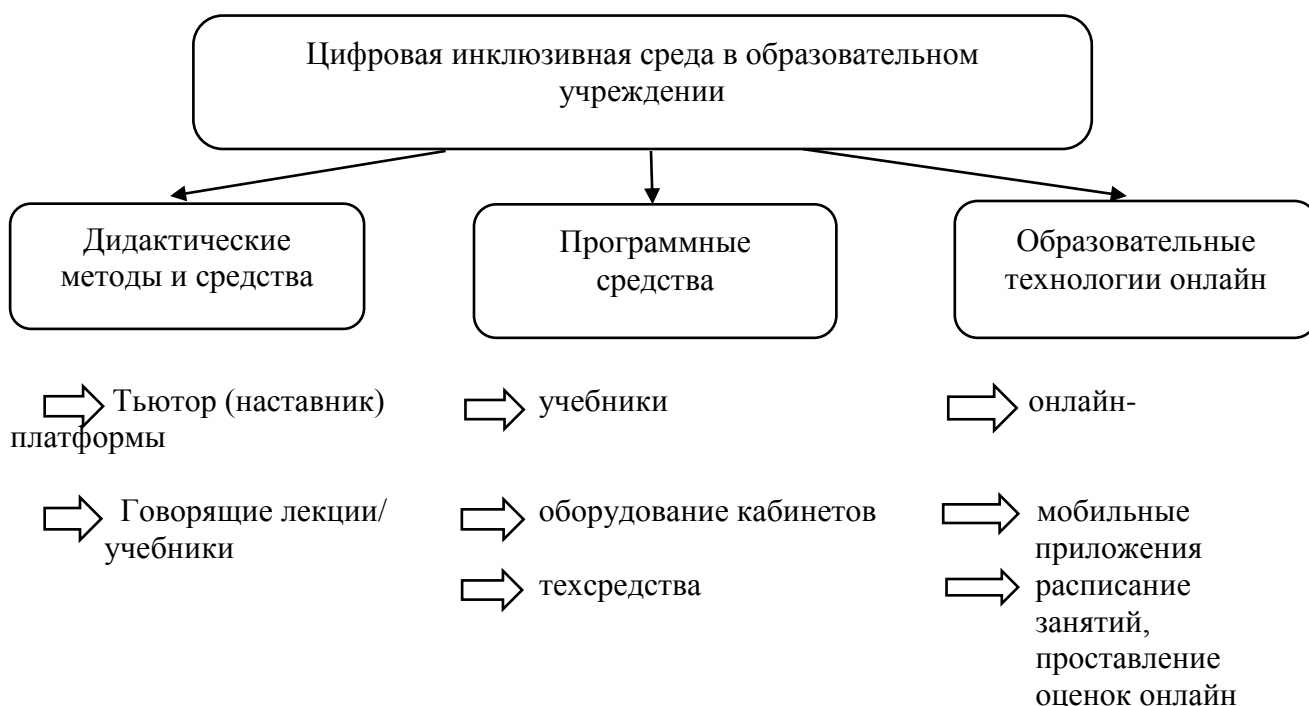 Цифровая инклюзивная среда в образовательном
учреждении
Дидактические
методы и средства
Программные
средства
Образовательные
технологии онлайн
Тьютор (наставник)
учебники
онлайн-
платформы
Говорящие лекции/
учебники
оборудование кабинетов
мобильные
приложения
техсредства
расписание
занятий,
проставление
оценок онлайн